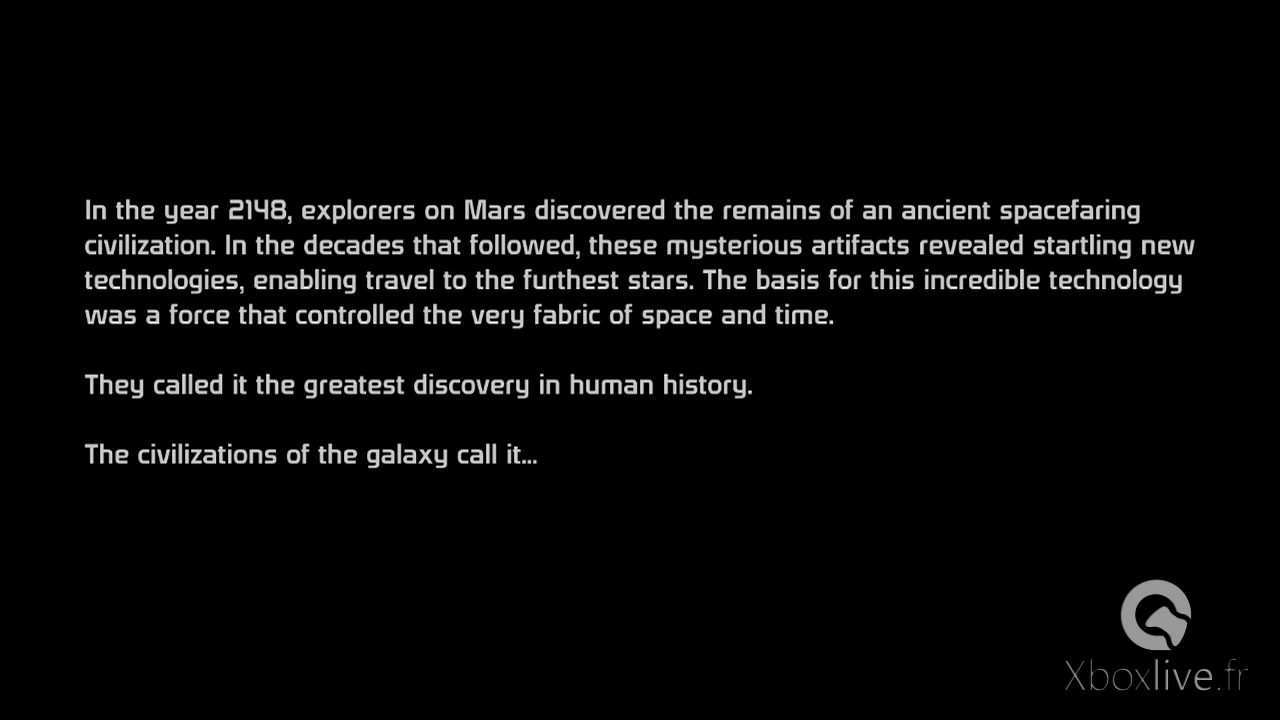 In the year 2148, explorers on Mars discovered the remains of an ancient spacefaring
civilization. In the decades that followed, these mysterious artifacts revealed startling new
technologies, enabling travel to the furthest stars. The basis for this incredible technology
was a force that controlled the very fabric of space and time.
They called it the greatest discovery in human history.
The civilizations of the galaxy call it...
Xboxlive.fr